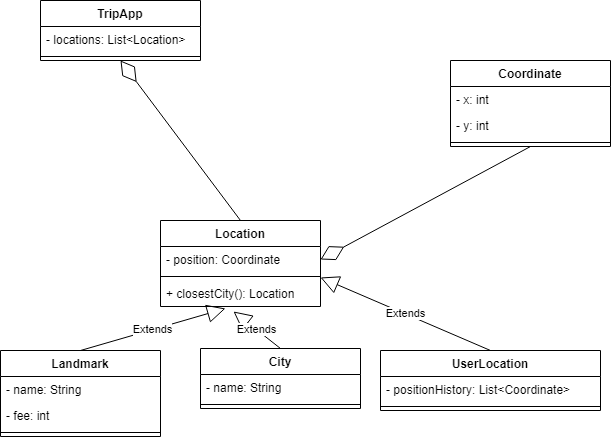 TripApp
- locations: List<Location>
Coordinate
- x: int
- y: int
Location
- position: Coordinate
+ closestCity(): Location
Extends
Extends
Extends
Landmark
- name: String
- fee: int
City
- name: String
UserLocation
- positionHistory: List<Coordinate>